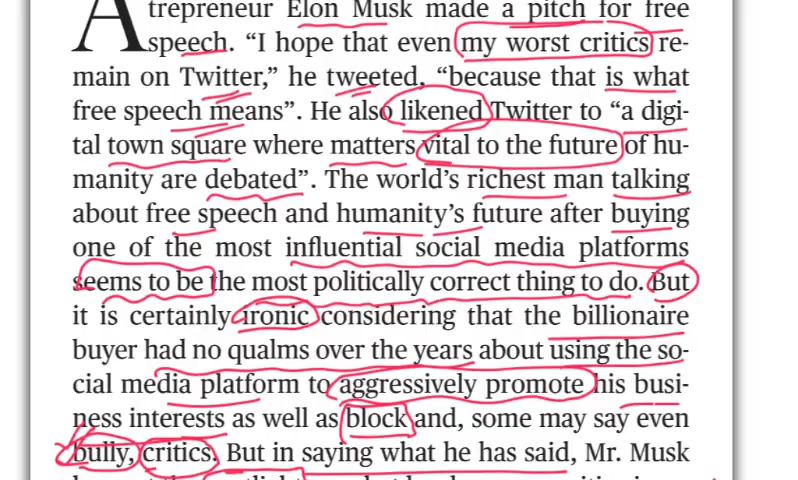 A trepreneur Elon Musk made a pitch for free
speech. “I hope that even my worst critics re-
main on Twitter,” he tweeted, “because that is what
free speech means”. He also likened Twitter to “a digi-
tal town square where matters vital to the future of hu-
manity are debated”. The world’s richest man talking
about free speech and humanity’s future after buying
one of the most influential social media platforms
seems to be the most politically correct thing to do. But
it is certainly ironic considering that the billionaire
buyer had no qualms over the years about using the so-
cial media platform to aggressively promote his busi-
ness interests as well as block and, some may say even
bully, critics. But in saying what he has said, Mr. Musk